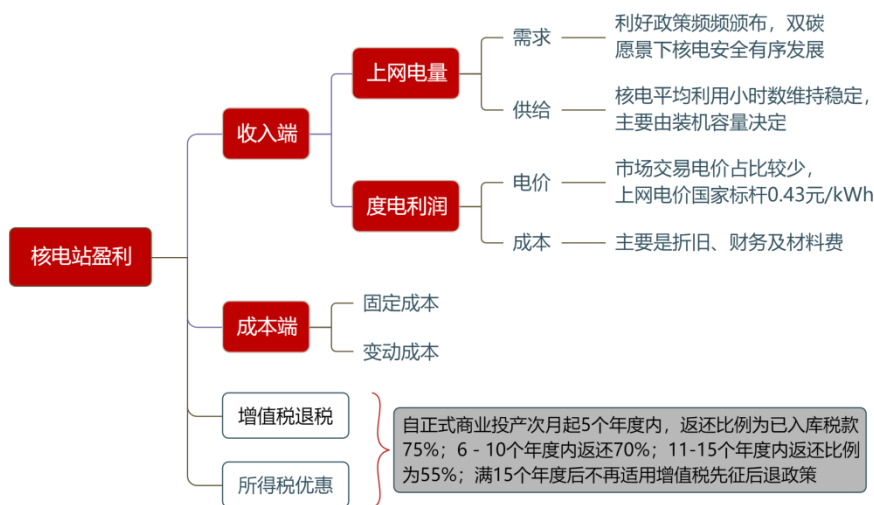 核电站盈利
收入端
上网电量
需求
利好政策频频颁布，双碳
愿景下核电安全有序发展
供给
核电平均利用小时数维持稳定，
主要由装机容量决定
度电利润
电价
市场交易电价占比较少，
上网电价国家标杆0.43元/kWh
成本
主要是折旧、财务及材料费
成本端
固定成本
变动成本
增值税退税
所得税优惠
自正式商业投产次月起5个年度内，返还比例为已入库税款
75%；6 - 10个年度内返还70%；11-15个年度内返还比例
为55%；满15个年度后不再适用增值税先征后退政策